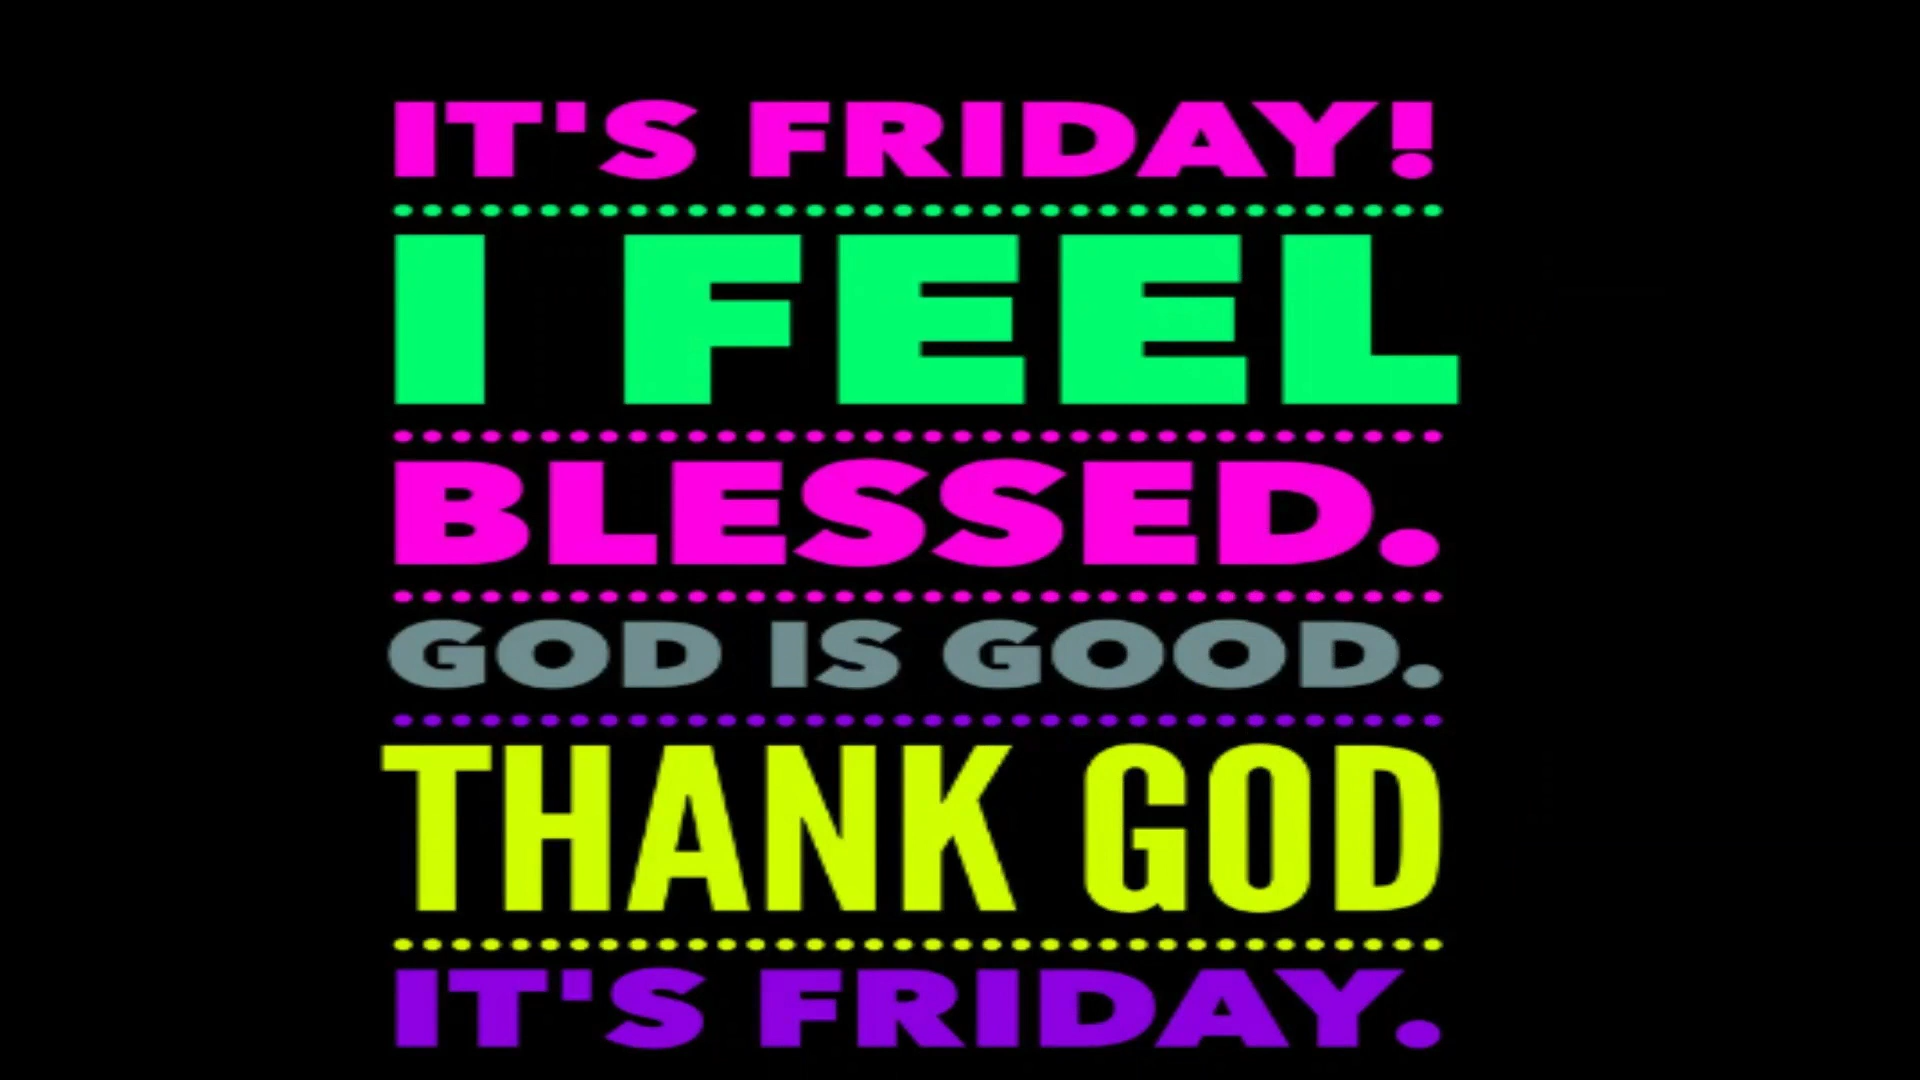 IT'S FRIDAY!
I FEEL
BLESSED.
GOD IS GOOD.
THANK GOD
IT'S FRIDAY.